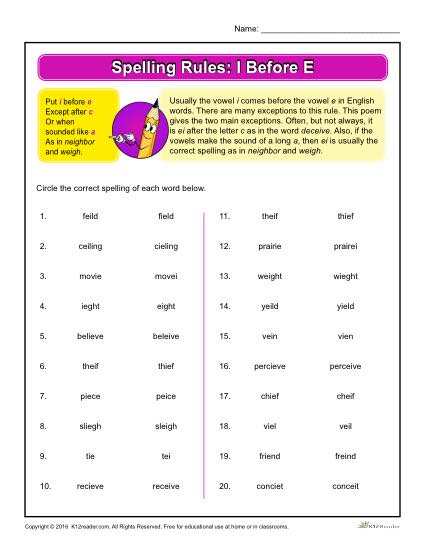 Name: ______________________________
Spelling Rules: I Before E
Put i before e
Except after c
Or when
sounded like a
As in neighbor
and weigh.
Usually the vowel i comes before the vowel e in English
words. There are many exceptions to this rule. This poem
gives the two main exceptions. Often, but not always, it
is ei after the letter c as in the word deceive. Also, if the
vowels make the sound of a long a, then ei is usually the
correct spelling as in neighbor and weigh.
Circle the correct spelling of each word below.
1. feild field
2. ceiling cieling
3. movie movei
4. ieght eight
5. believe beleive
6. theif thief
7. piece peice
8. sliegh sleigh
9. tie tei
10. recieve receive
11. theif thief
12. prairie prairei
13. weight wieght
14. yeild yield
15. vein vien
16. percieve perceive
17. chief cheif
18. viel veil
19. friend freind
20. conciet conceit
Copyright © 2016 K12reader.com. All Rights Reserved. Free for educational use at home or in classrooms.
K12Reader